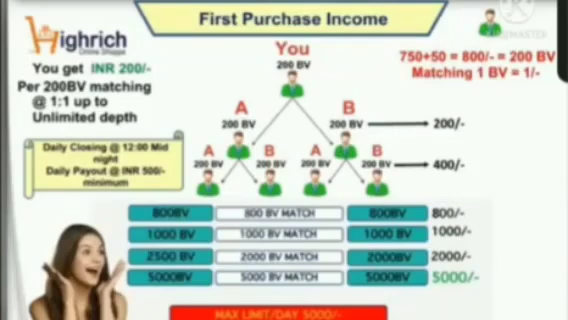 First Purchase Income
Highrich
Online Shoppe
You get INR 200/-
Per 200BV matching
@ 1:1 up to
Unlimited depth
Daily Closing @ 12:00 Mid
night
Daily Payout @ INR 500/-
minimum
You
200 BV
750+50 = 800/- = 200 BV
Matching 1 BV = 1/-
A B
200 BV 200 BV 200/-
A B A B
200 BV 200 BV 200 BV 200 BV 400/-
800BV 800 BV MATCH 800BV 800/-
1000 BV 1000 BV MATCH 1000 BV 1000/-
2500 BV 2000 BV MATCH 2000BV 2000/-
5000BV 5000 BV MATCH 5000BV 5000/-
MAX LIMIT/DAY 5000/-